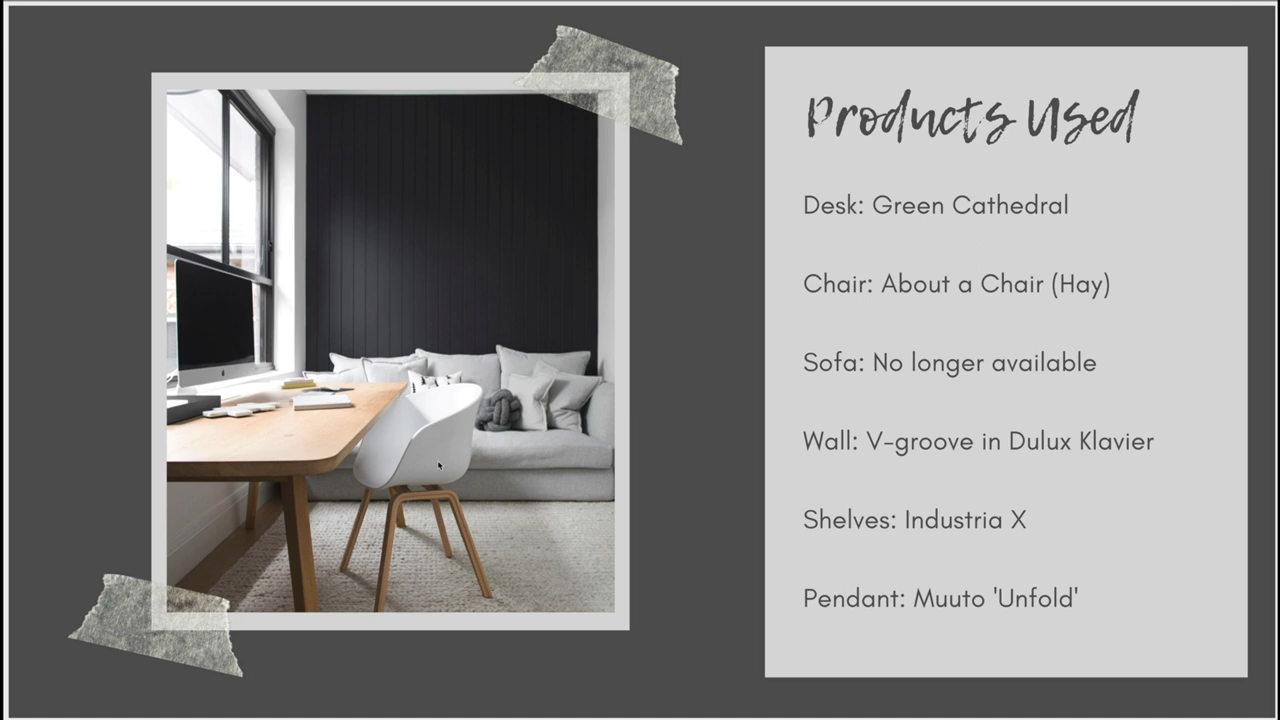 Products Used
Desk: Green Cathedral
Chair: About a Chair (Hay)
Sofa: No longer available
Wall: V-groove in Dulux Klavier
Shelves: Industria X
Pendant: Muuto 'Unfold'